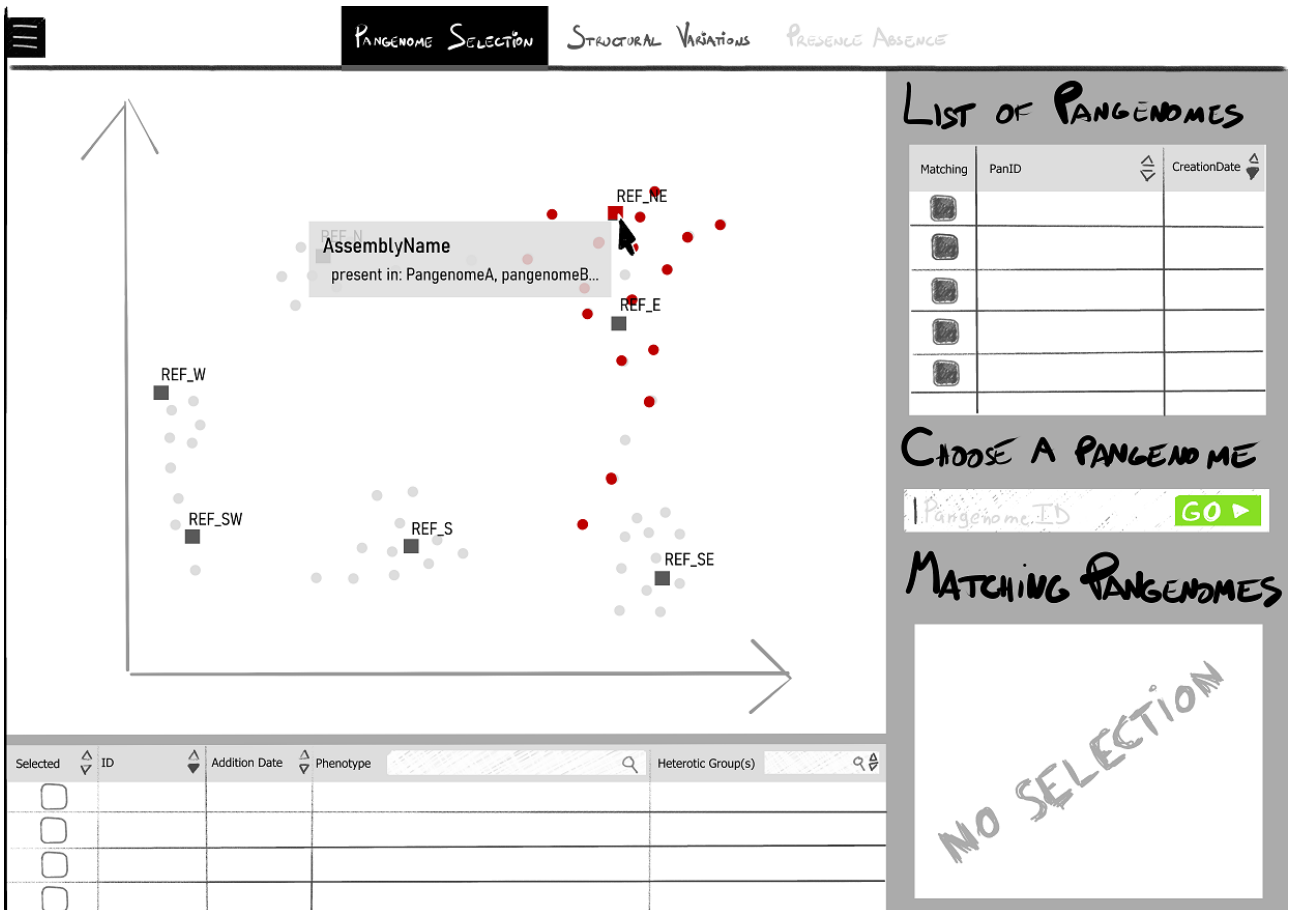 PANGENOME SELECTION STRUCTURAL VARIATIONS PRESENCE ABSENCE
LIST OF PANGENOMES
Matching PanID CreationDate
REF_NE
REF_N
AssemblyName
present in: PangenomeA, pangenomeB...
REF_E
REF_W
CHOOSE A PANGENOME
Pangenome ID GO
REF_SW
REF_S
REF_SE
MATCHING PANGENOMES
NO SELECTION
Selected ID Addition Date Phenotype Heterotic Group(s)